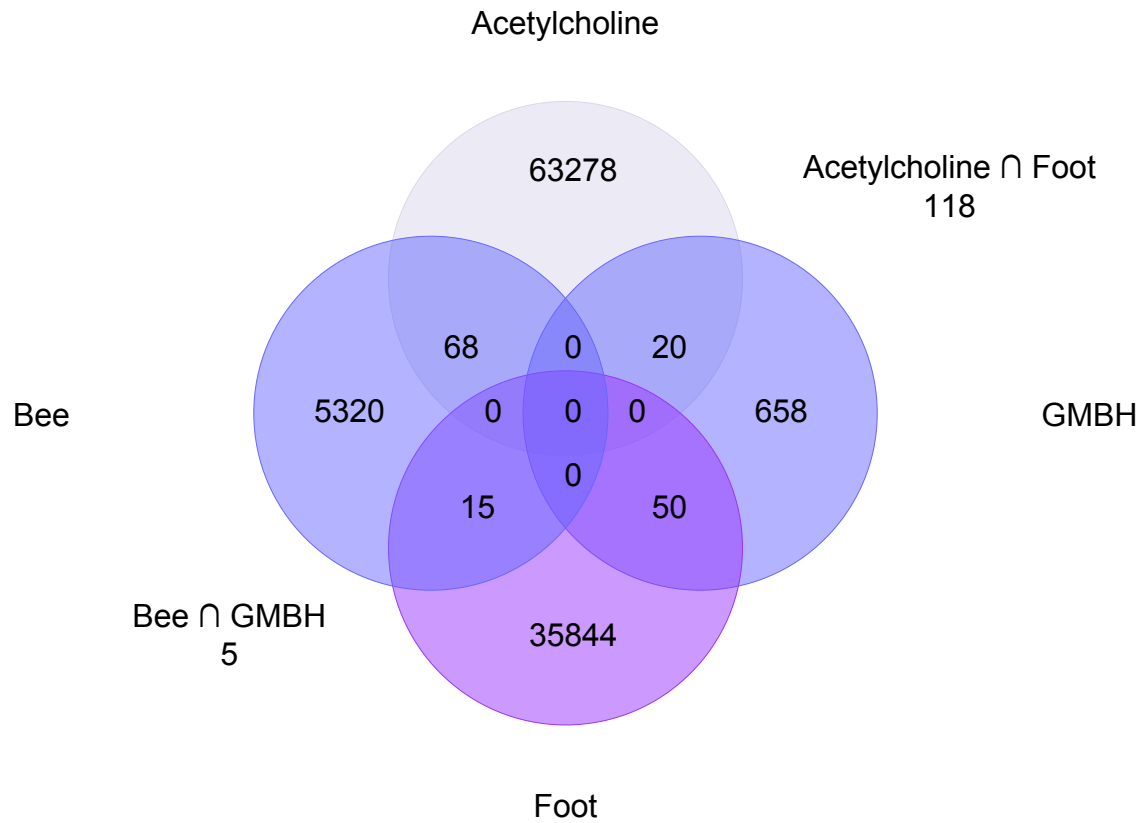 Acetylcholine
63278
Acetylcholine ∩ Foot
118
68
0
20
Bee
5320
0
0
0
658
GMBH
0
15
50
Bee ∩ GMBH
5
35844
Foot